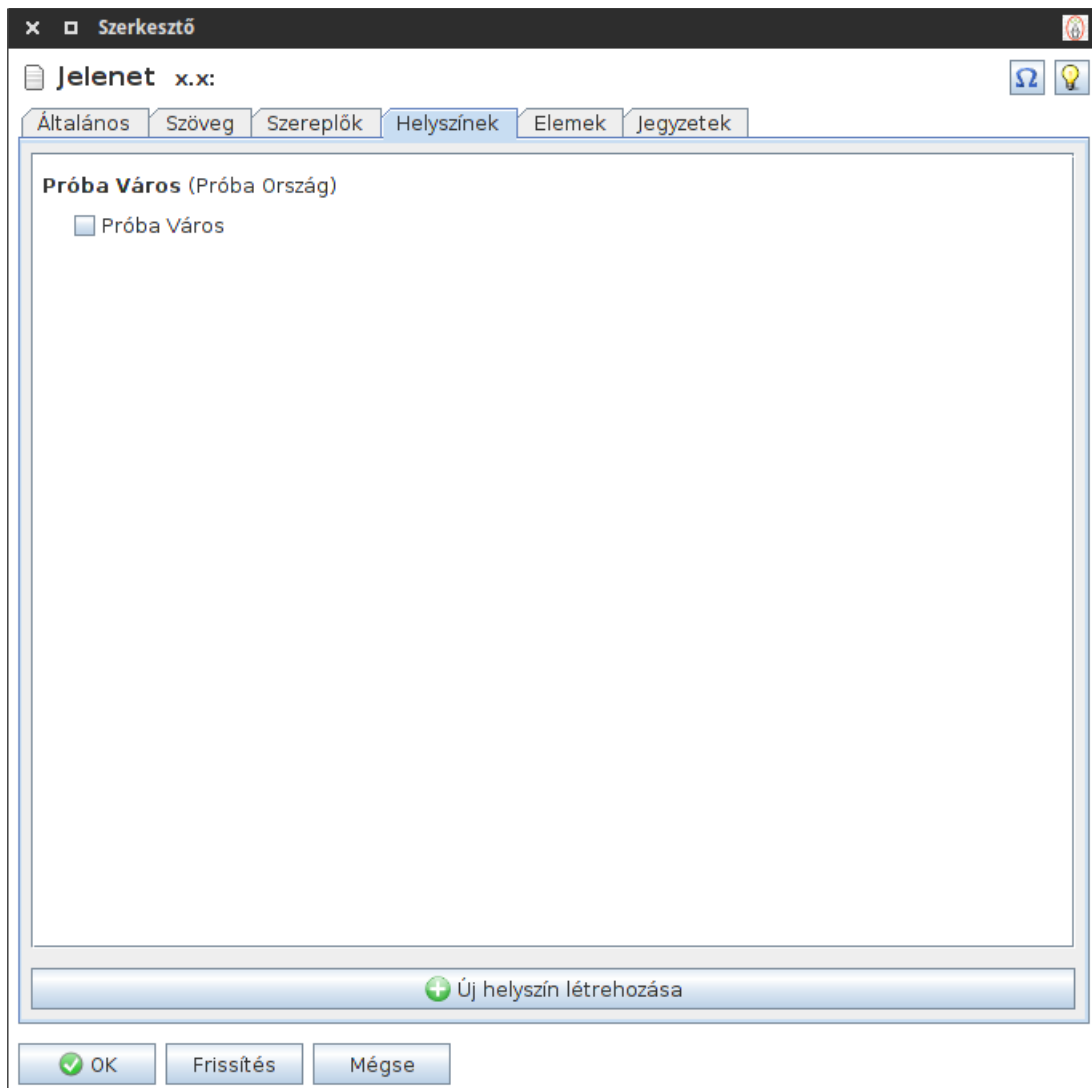 Szerkesztő
Jelenet x.x:
Ω
Általános Szöveg Szereplők Helyszínek Elemek Jegyzetek
Próba Város (Próba Ország)
Próba Város
Új helyszín létrehozása
OK Frissítés Mégse